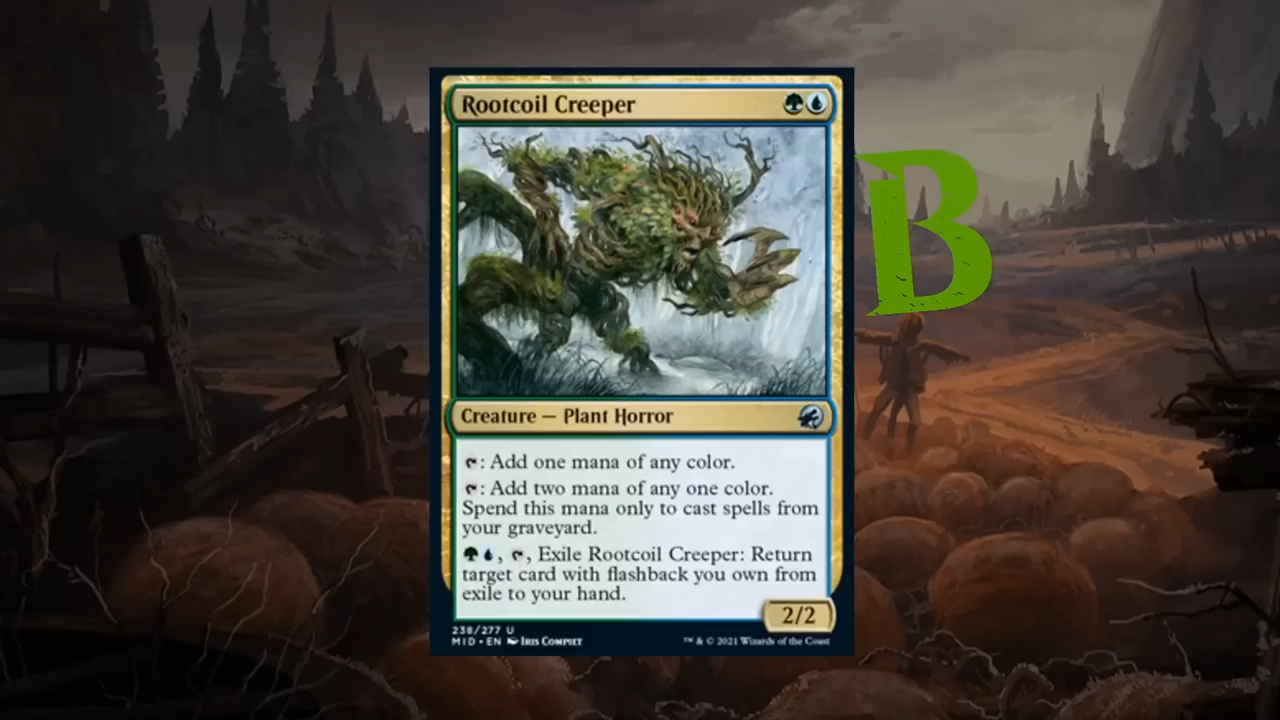 Rootcoil Creeper
B
Creature — Plant Horror
: Add one mana of any color.
: Add two mana of any one color.
Spend this mana only to cast spells from
your graveyard.
, , Exile Rootcoil Creeper: Return
target card with flashback you own from
exile to your hand.
2/2
238/277 U
MID • EN Iris Compiet
™ & © 2021 Wizards of the Coast